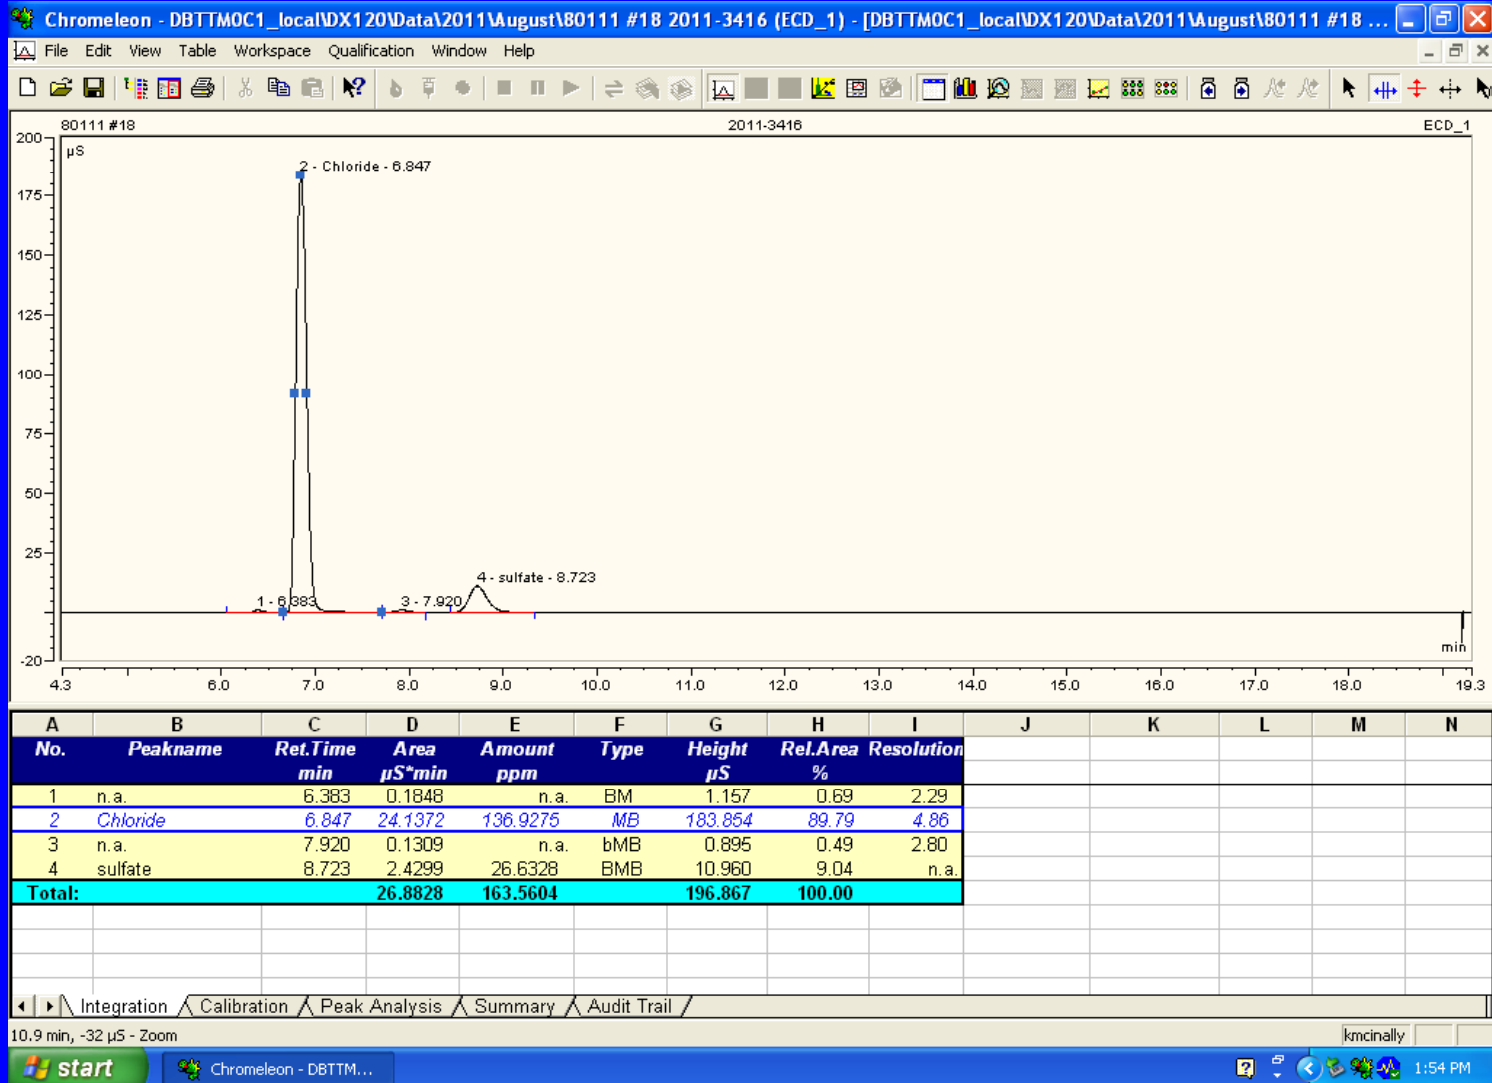 Chromeleon - DBTTMOC1_local\DX120\Data\2011\August\80111 #18 2011-3416 (ECD_1) - [DBTTMOC1_local\DX120\Data\2011\August\80111 #18 ...
File Edit View Table Workspace Qualification Window Help
80111 #18 2011-3416 ECD_1
200
µS
2 - Chloride - 6.847
175
150
125
100
75
50
25
4 - sulfate - 8.723
1 - 6.383 3 - 7.920
min
-20
4.3 6.0 7.0 8.0 9.0 10.0 11.0 12.0 13.0 14.0 15.0 16.0 17.0 18.0 19.3
A B C D E F G H I J K L M N
No. Peakname Ret.Time Area Amount Type Height Rel.Area Resolution
min µS*min ppm µS %
1 n.a. 6.383 0.1848 n.a. BM 1.157 0.69 2.29
2 Chloride 6.847 24.1372 136.9275 MB 183.854 89.79 4.86
3 n.a. 7.920 0.1309 n.a. bMB 0.895 0.49 2.80
4 sulfate 8.723 2.4299 26.6328 BMB 10.960 9.04 n.a.
Total: 26.8828 163.5604 196.867 100.00
Integration Calibration Peak Analysis Summary Audit Trail
10.9 min, -32 µS - Zoom kmcinally
start Chromeleon - DBTTM... 1:54 PM